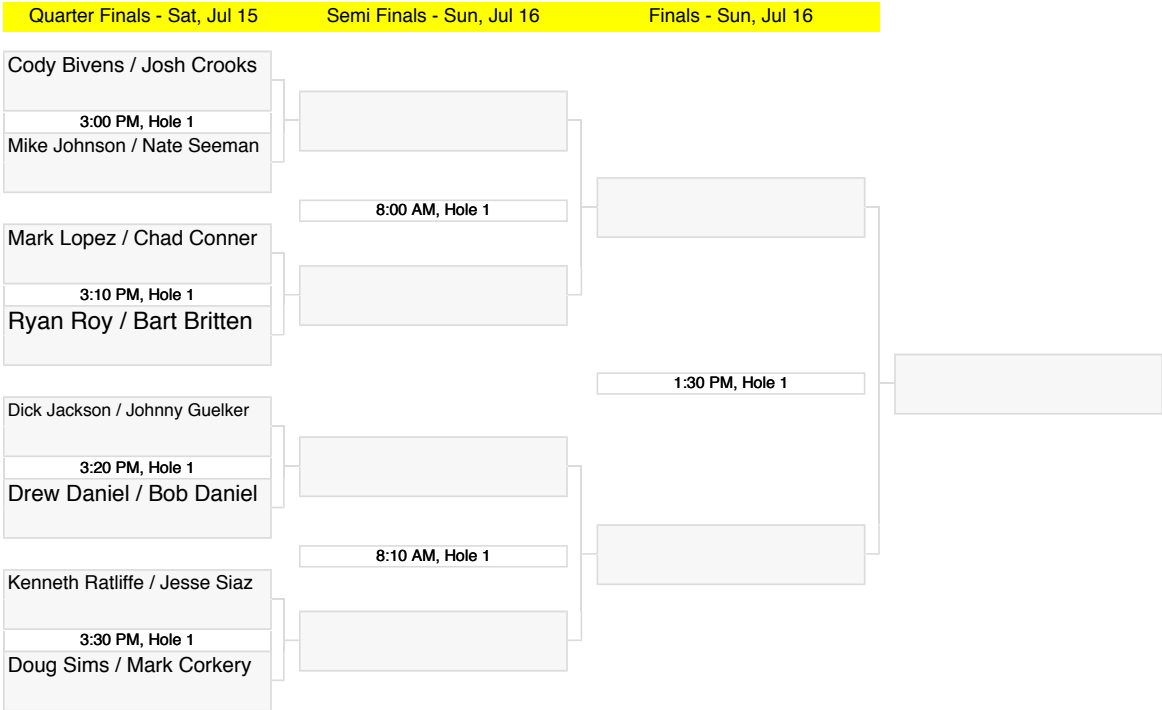 Quarter Finals - Sat, Jul 15
Semi Finals - Sun, Jul 16
Finals - Sun, Jul 16
Cody Bivens / Josh Crooks
3:00 PM, Hole 1
Mike Johnson / Nate Seeman
8:00 AM, Hole 1
Mark Lopez / Chad Conner
3:10 PM, Hole 1
Ryan Roy / Bart Britten
1:30 PM, Hole 1
Dick Jackson / Johnny Guelker
3:20 PM, Hole 1
Drew Daniel / Bob Daniel
8:10 AM, Hole 1
Kenneth Ratliffe / Jesse Siaz
3:30 PM, Hole 1
Doug Sims / Mark Corkery